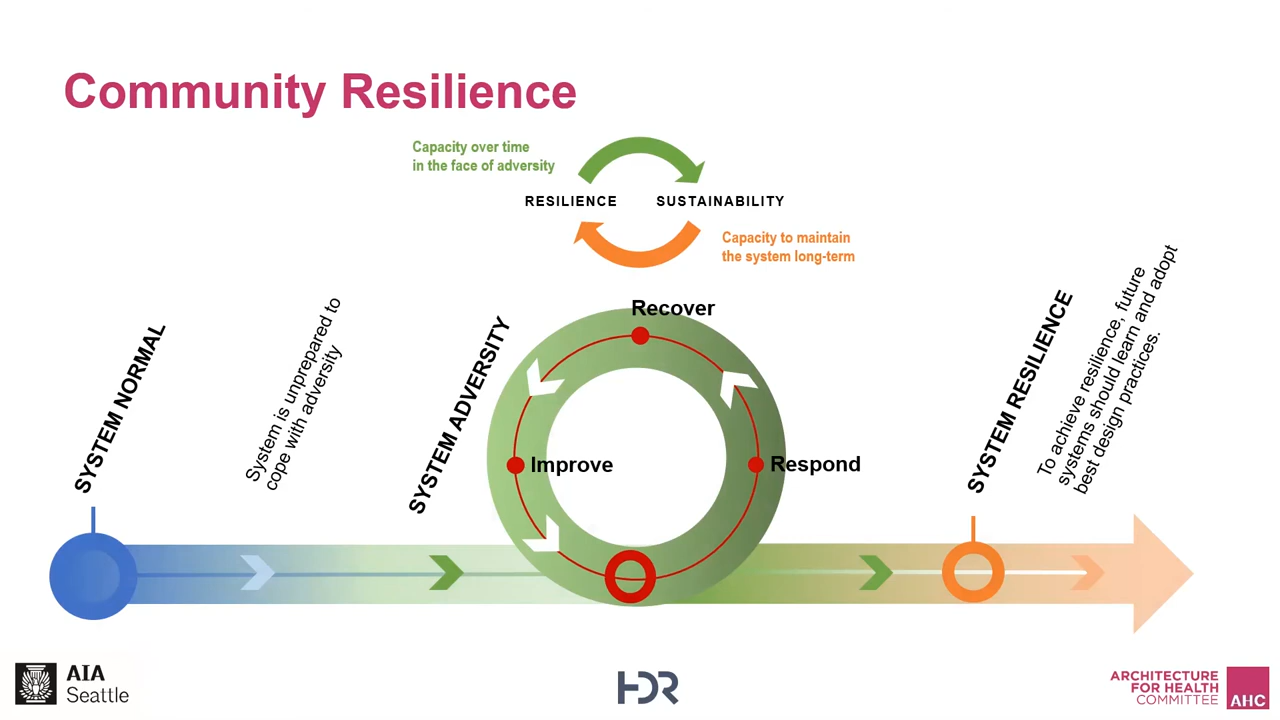 Community Resilience
Capacity over time
in the face of adversity
RESILIENCE
SUSTAINABILITY
Capacity to maintain
the system long-term
SYSTEM NORMAL
System is unprepared to
cope with adversity
SYSTEM ADVERSITY
Recover
Improve
Respond
SYSTEM RESILIENCE
To achieve resilience, future
systems should learn and adopt
best design practices.
AIA
Seattle
HDR
ARCHITECTURE
FOR HEALTH
COMMITTEE
AHC